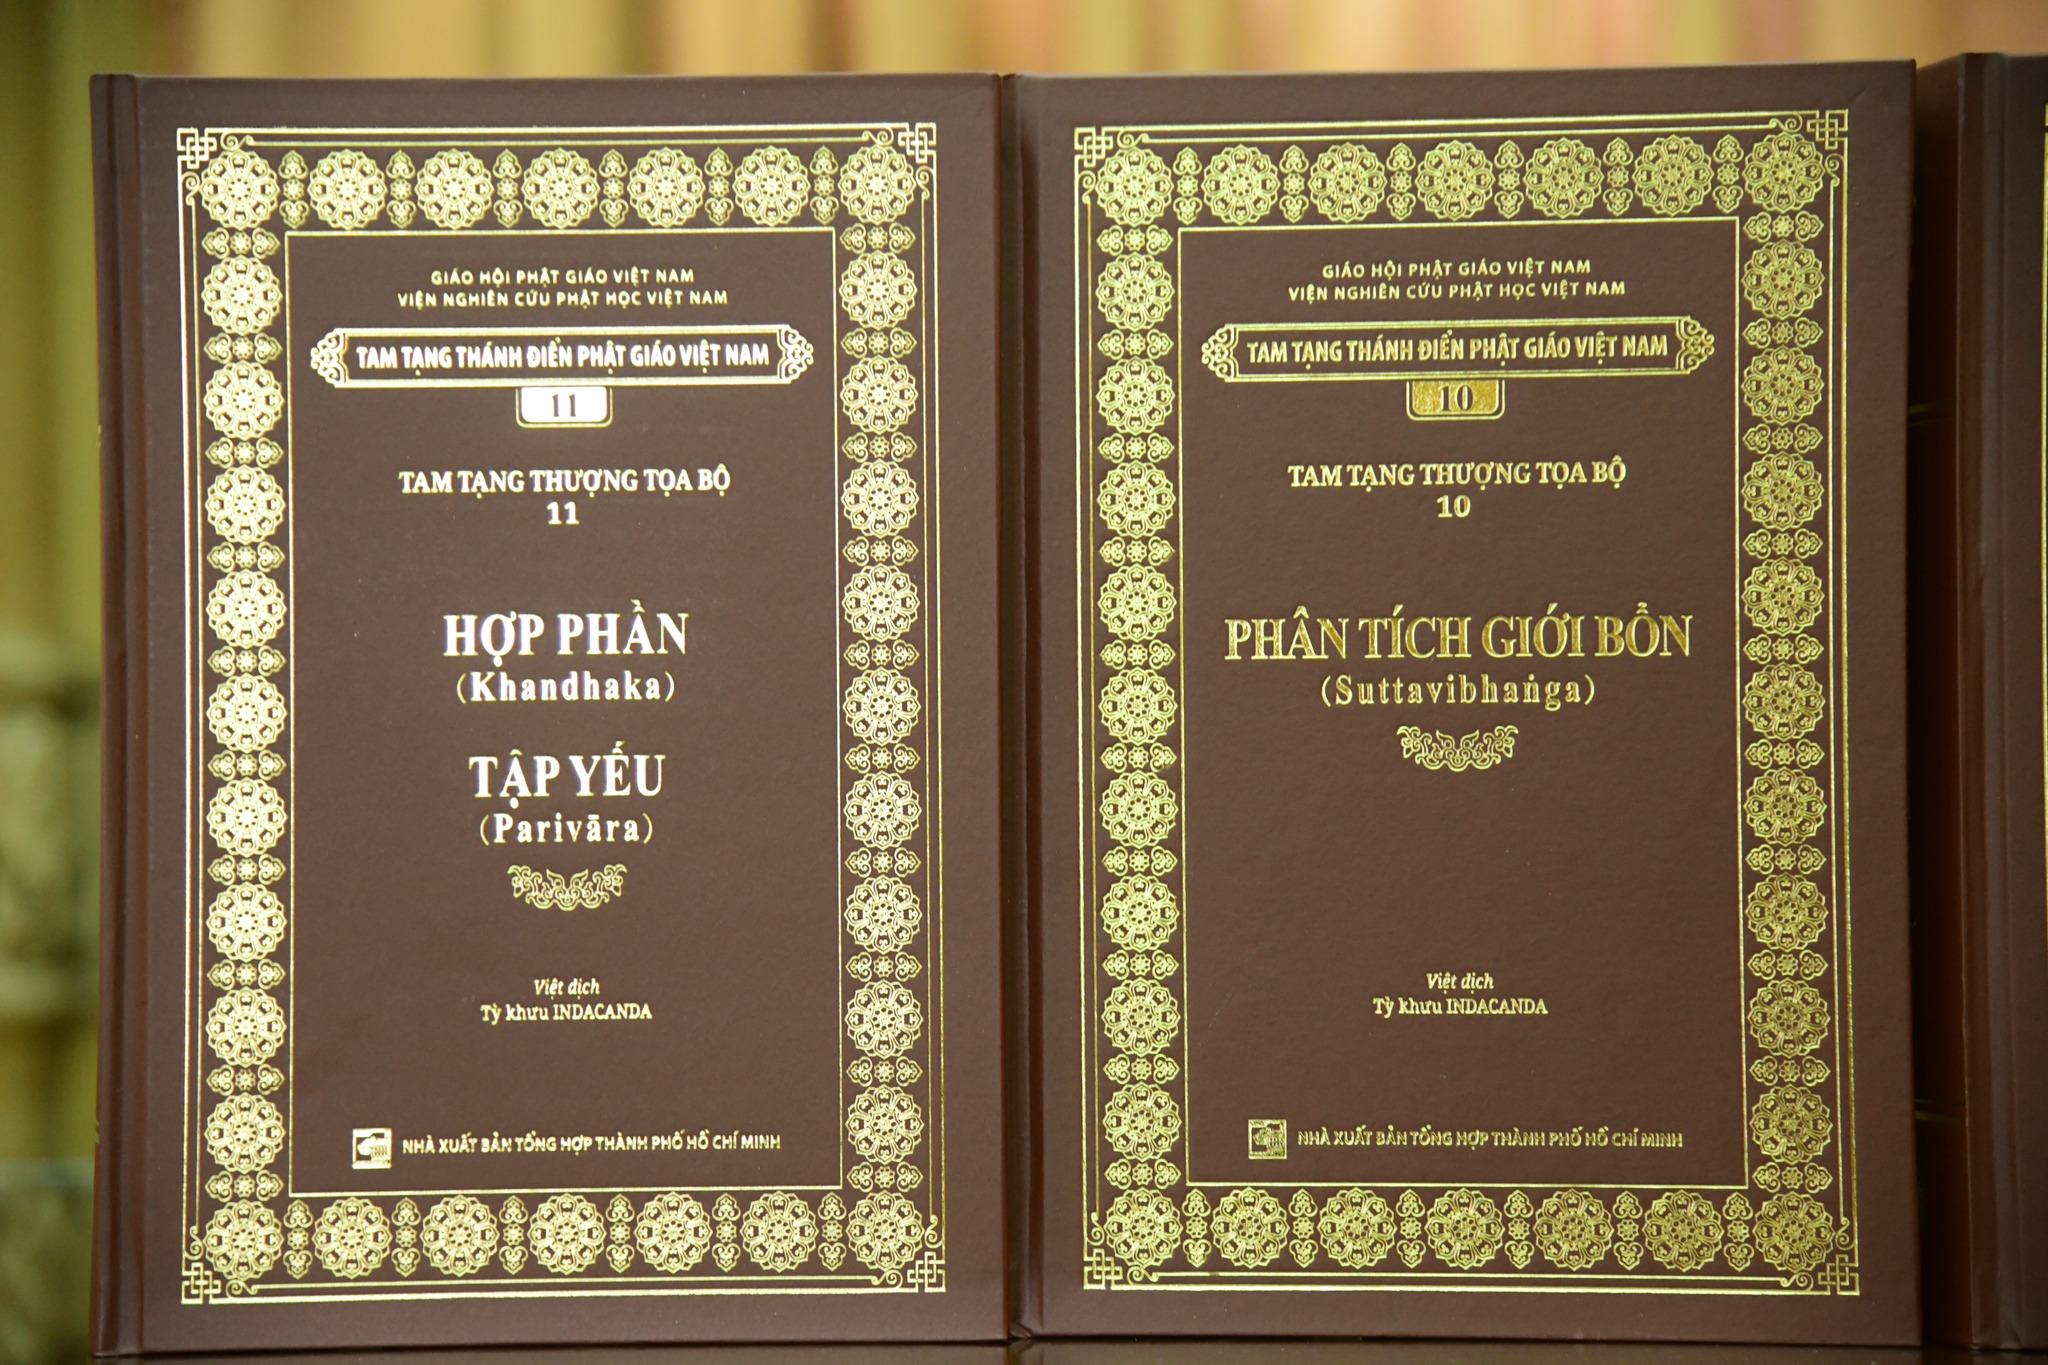 GIÁO HỘI PHẬT GIÁO VIỆT NAM
VIỆN NGHIÊN CỨU PHẬT HỌC VIỆT NAM
TAM TẠNG THÁNH ĐIỂN PHẬT GIÁO VIỆT NAM
11
TAM TẠNG THƯỢNG TỌA BỘ
11
HỢP PHẦN
(Khandhaka)
TẬP YẾU
(Parivāra)
Việt dịch
Tỳ khưu INDACANDA
NHÀ XUẤT BẢN TỔNG HỢP THÀNH PHỐ HỒ CHÍ MINH
GIÁO HỘI PHẬT GIÁO VIỆT NAM
VIỆN NGHIÊN CỨU PHẬT HỌC VIỆT NAM
TAM TẠNG THÁNH ĐIỂN PHẬT GIÁO VIỆT NAM
10
TAM TẠNG THƯỢNG TỌA BỘ
10
PHÂN TÍCH GIỚI BỔN
(Suttavibhaṅga)
Việt dịch
Tỳ khưu INDACANDA
NHÀ XUẤT BẢN TỔNG HỢP THÀNH PHỐ HỒ CHÍ MINH